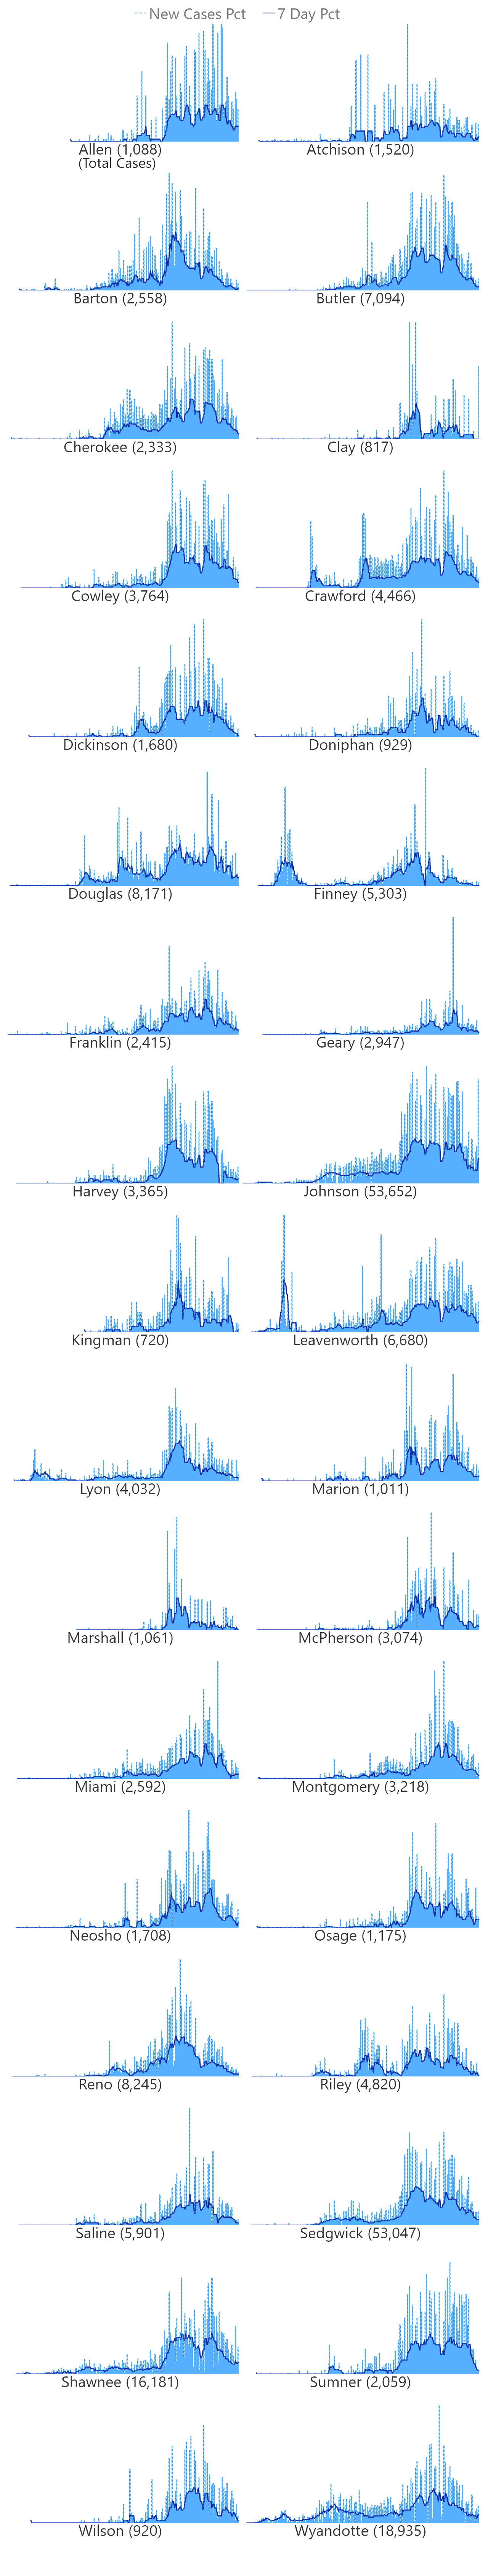 New Cases Pct 7 Day Pct
Allen (1,088) Atchison (1,520)
(Total Cases)
Barton (2,558) Butler (7,094)
Cherokee (2,333) Clay (817)
Cowley (3,764) Crawford (4,466)
Dickinson (1,680) Doniphan (929)
Douglas (8,171) Finney (5,303)
Franklin (2,415) Geary (2,947)
Harvey (3,365) Johnson (53,652)
Kingman (720) Leavenworth (6,680)
Lyon (4,032) Marion (1,011)
Marshall (1,061) McPherson (3,074)
Miami (2,592) Montgomery (3,218)
Neosho (1,708) Osage (1,175)
Reno (8,245) Riley (4,820)
Saline (5,901) Sedgwick (53,047)
Shawnee (16,181) Sumner (2,059)
Wilson (920) Wyandotte (18,935)